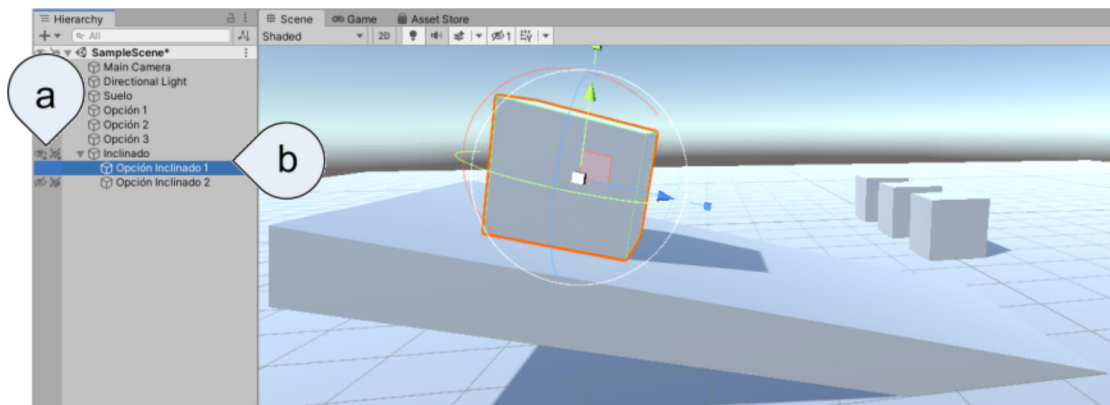 Hierarchy
All
SampleScene*
Main Camera
Directional Light
Suelo
Opción 1
Opción 2
Opción 3
Inclinado
Opción Inclinado 1
Opción Inclinado 2
a
b
Scene Game Asset Store
Shaded 2D 1